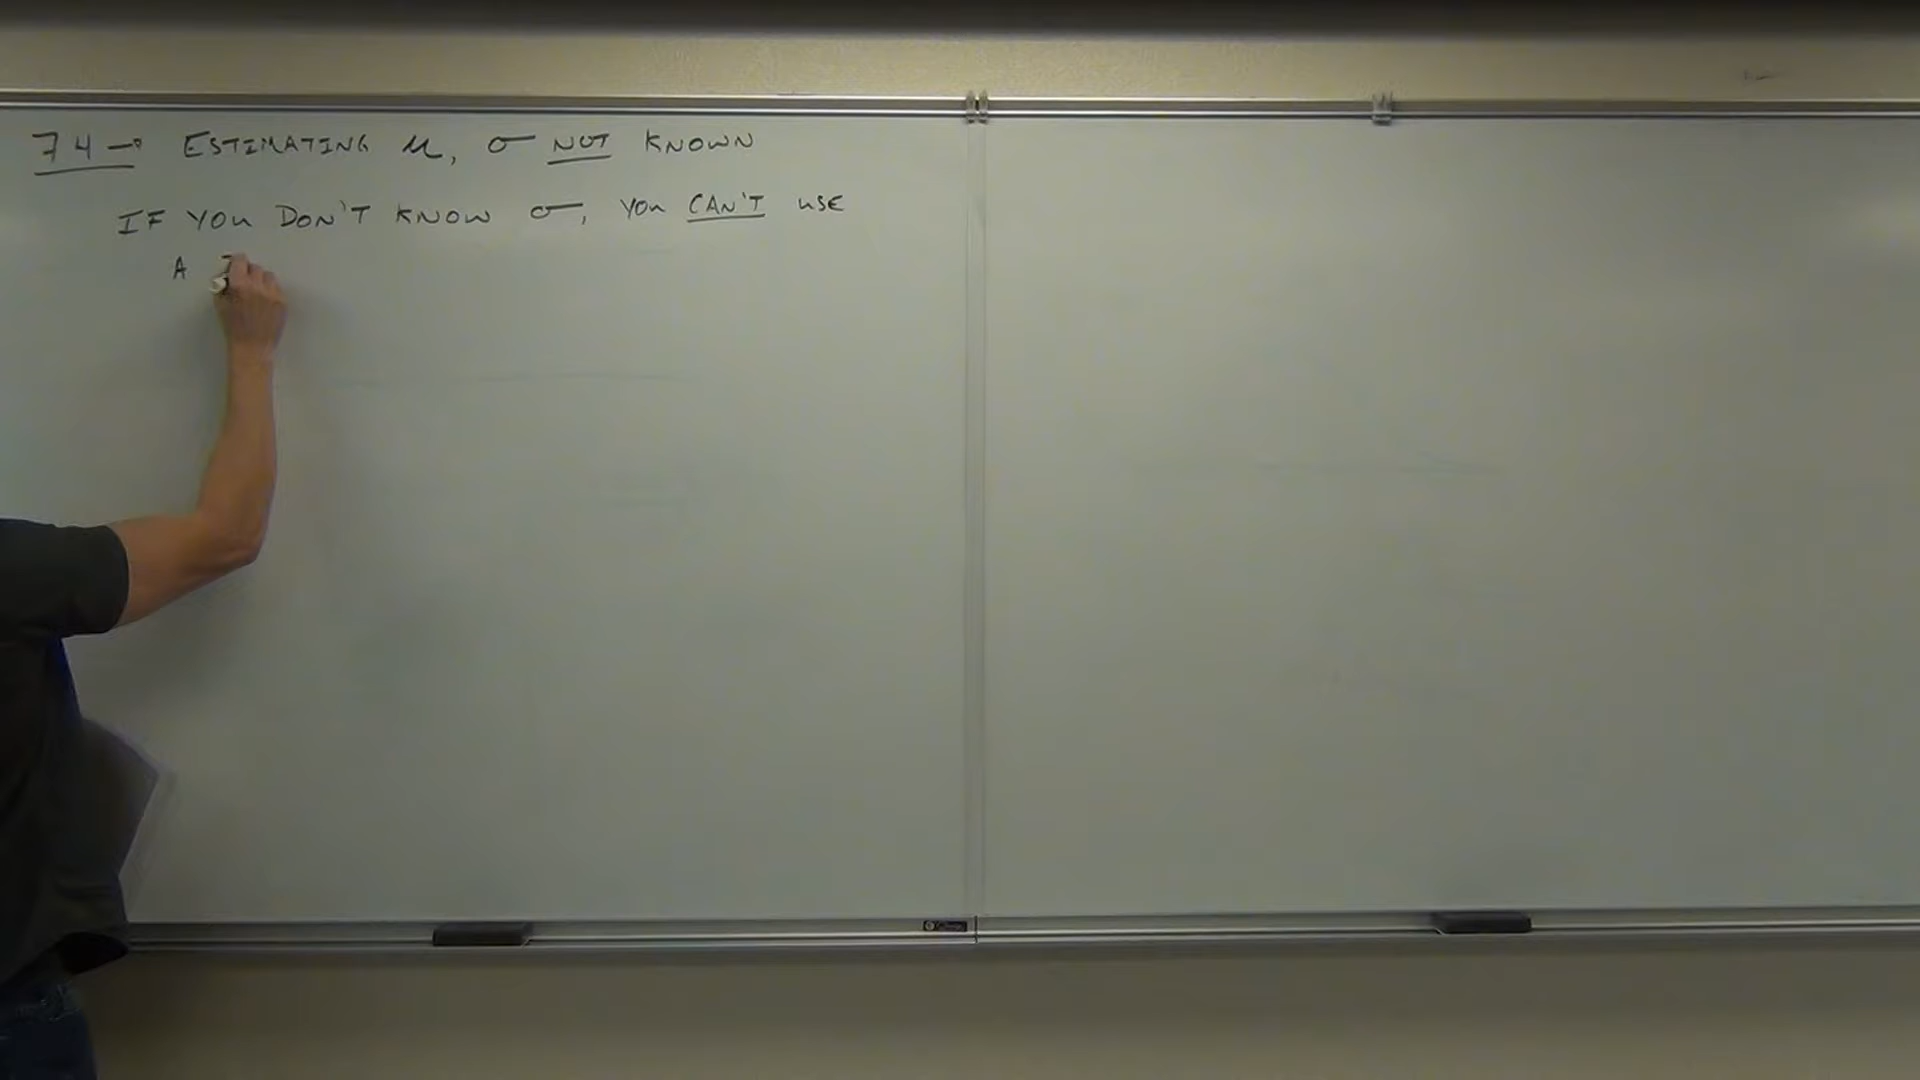 7.4 → ESTIMATING μ, σ NOT KNOWN
IF YOU DON'T KNOW σ, YOU CAN'T USE
A